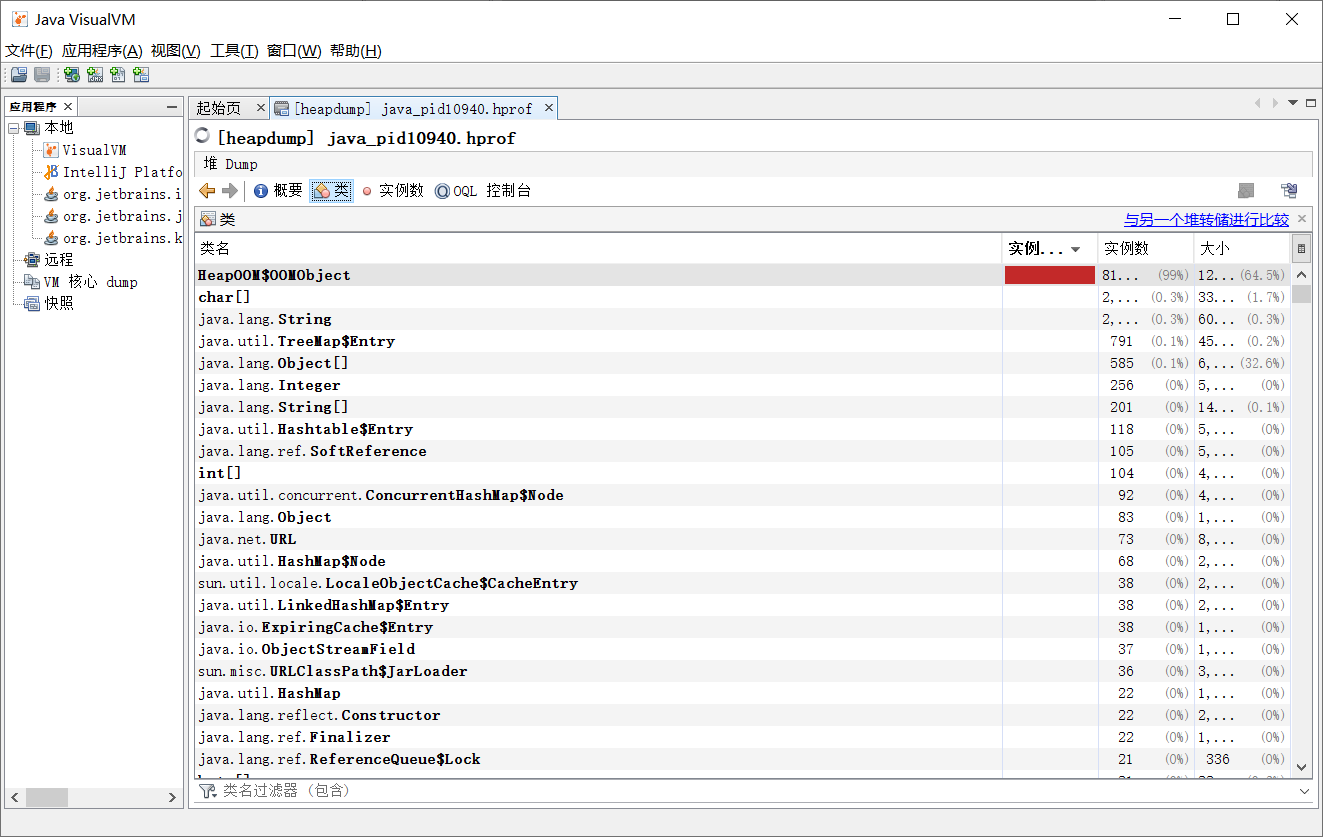 Java VisualVM
文件(F) 应用程序(A) 视图(V) 工具(T) 窗口(W) 帮助(H)
应用程序
本地
VisualVM
IntelliJ Platfo
org.jetbrains.i
org.jetbrains.j
org.jetbrains.k
远程
VM 核心 dump
快照
起始页 [heapdump] java_pid10940.hprof
[heapdump] java_pid10940.hprof
堆 Dump
概要 类 实例数 OQL 控制台
类 与另一个堆转储进行比较
类名 实例... 实例数 大小
HeapOOM$OOMObject 81... (99%) 12... (64.5%)
char[] 2,... (0.3%) 33... (1.7%)
java.lang.String 2,... (0.3%) 60... (0.3%)
java.util.TreeMap$Entry 791 (0.1%) 45... (0.2%)
java.lang.Object[] 585 (0.1%) 6,... (32.6%)
java.lang.Integer 256 (0%) 5,... (0%)
java.lang.String[] 201 (0%) 14... (0.1%)
java.util.Hashtable$Entry 118 (0%) 5,... (0%)
java.lang.ref.SoftReference 105 (0%) 5,... (0%)
int[] 104 (0%) 4,... (0%)
java.util.concurrent.ConcurrentHashMap$Node 92 (0%) 4,... (0%)
java.lang.Object 83 (0%) 1,... (0%)
java.net.URL 73 (0%) 8,... (0%)
java.util.HashMap$Node 68 (0%) 2,... (0%)
sun.util.locale.LocaleObjectCache$CacheEntry 38 (0%) 2,... (0%)
java.util.LinkedHashMap$Entry 38 (0%) 2,... (0%)
java.io.ExpiringCache$Entry 38 (0%) 1,... (0%)
java.io.ObjectStreamField 37 (0%) 1,... (0%)
sun.misc.URLClassPath$JarLoader 36 (0%) 3,... (0%)
java.util.HashMap 22 (0%) 1,... (0%)
java.lang.reflect.Constructor 22 (0%) 2,... (0%)
java.lang.ref.Finalizer 22 (0%) 1,... (0%)
java.lang.ref.ReferenceQueue$Lock 21 (0%) 336 (0%)
类名过滤器 (包含)